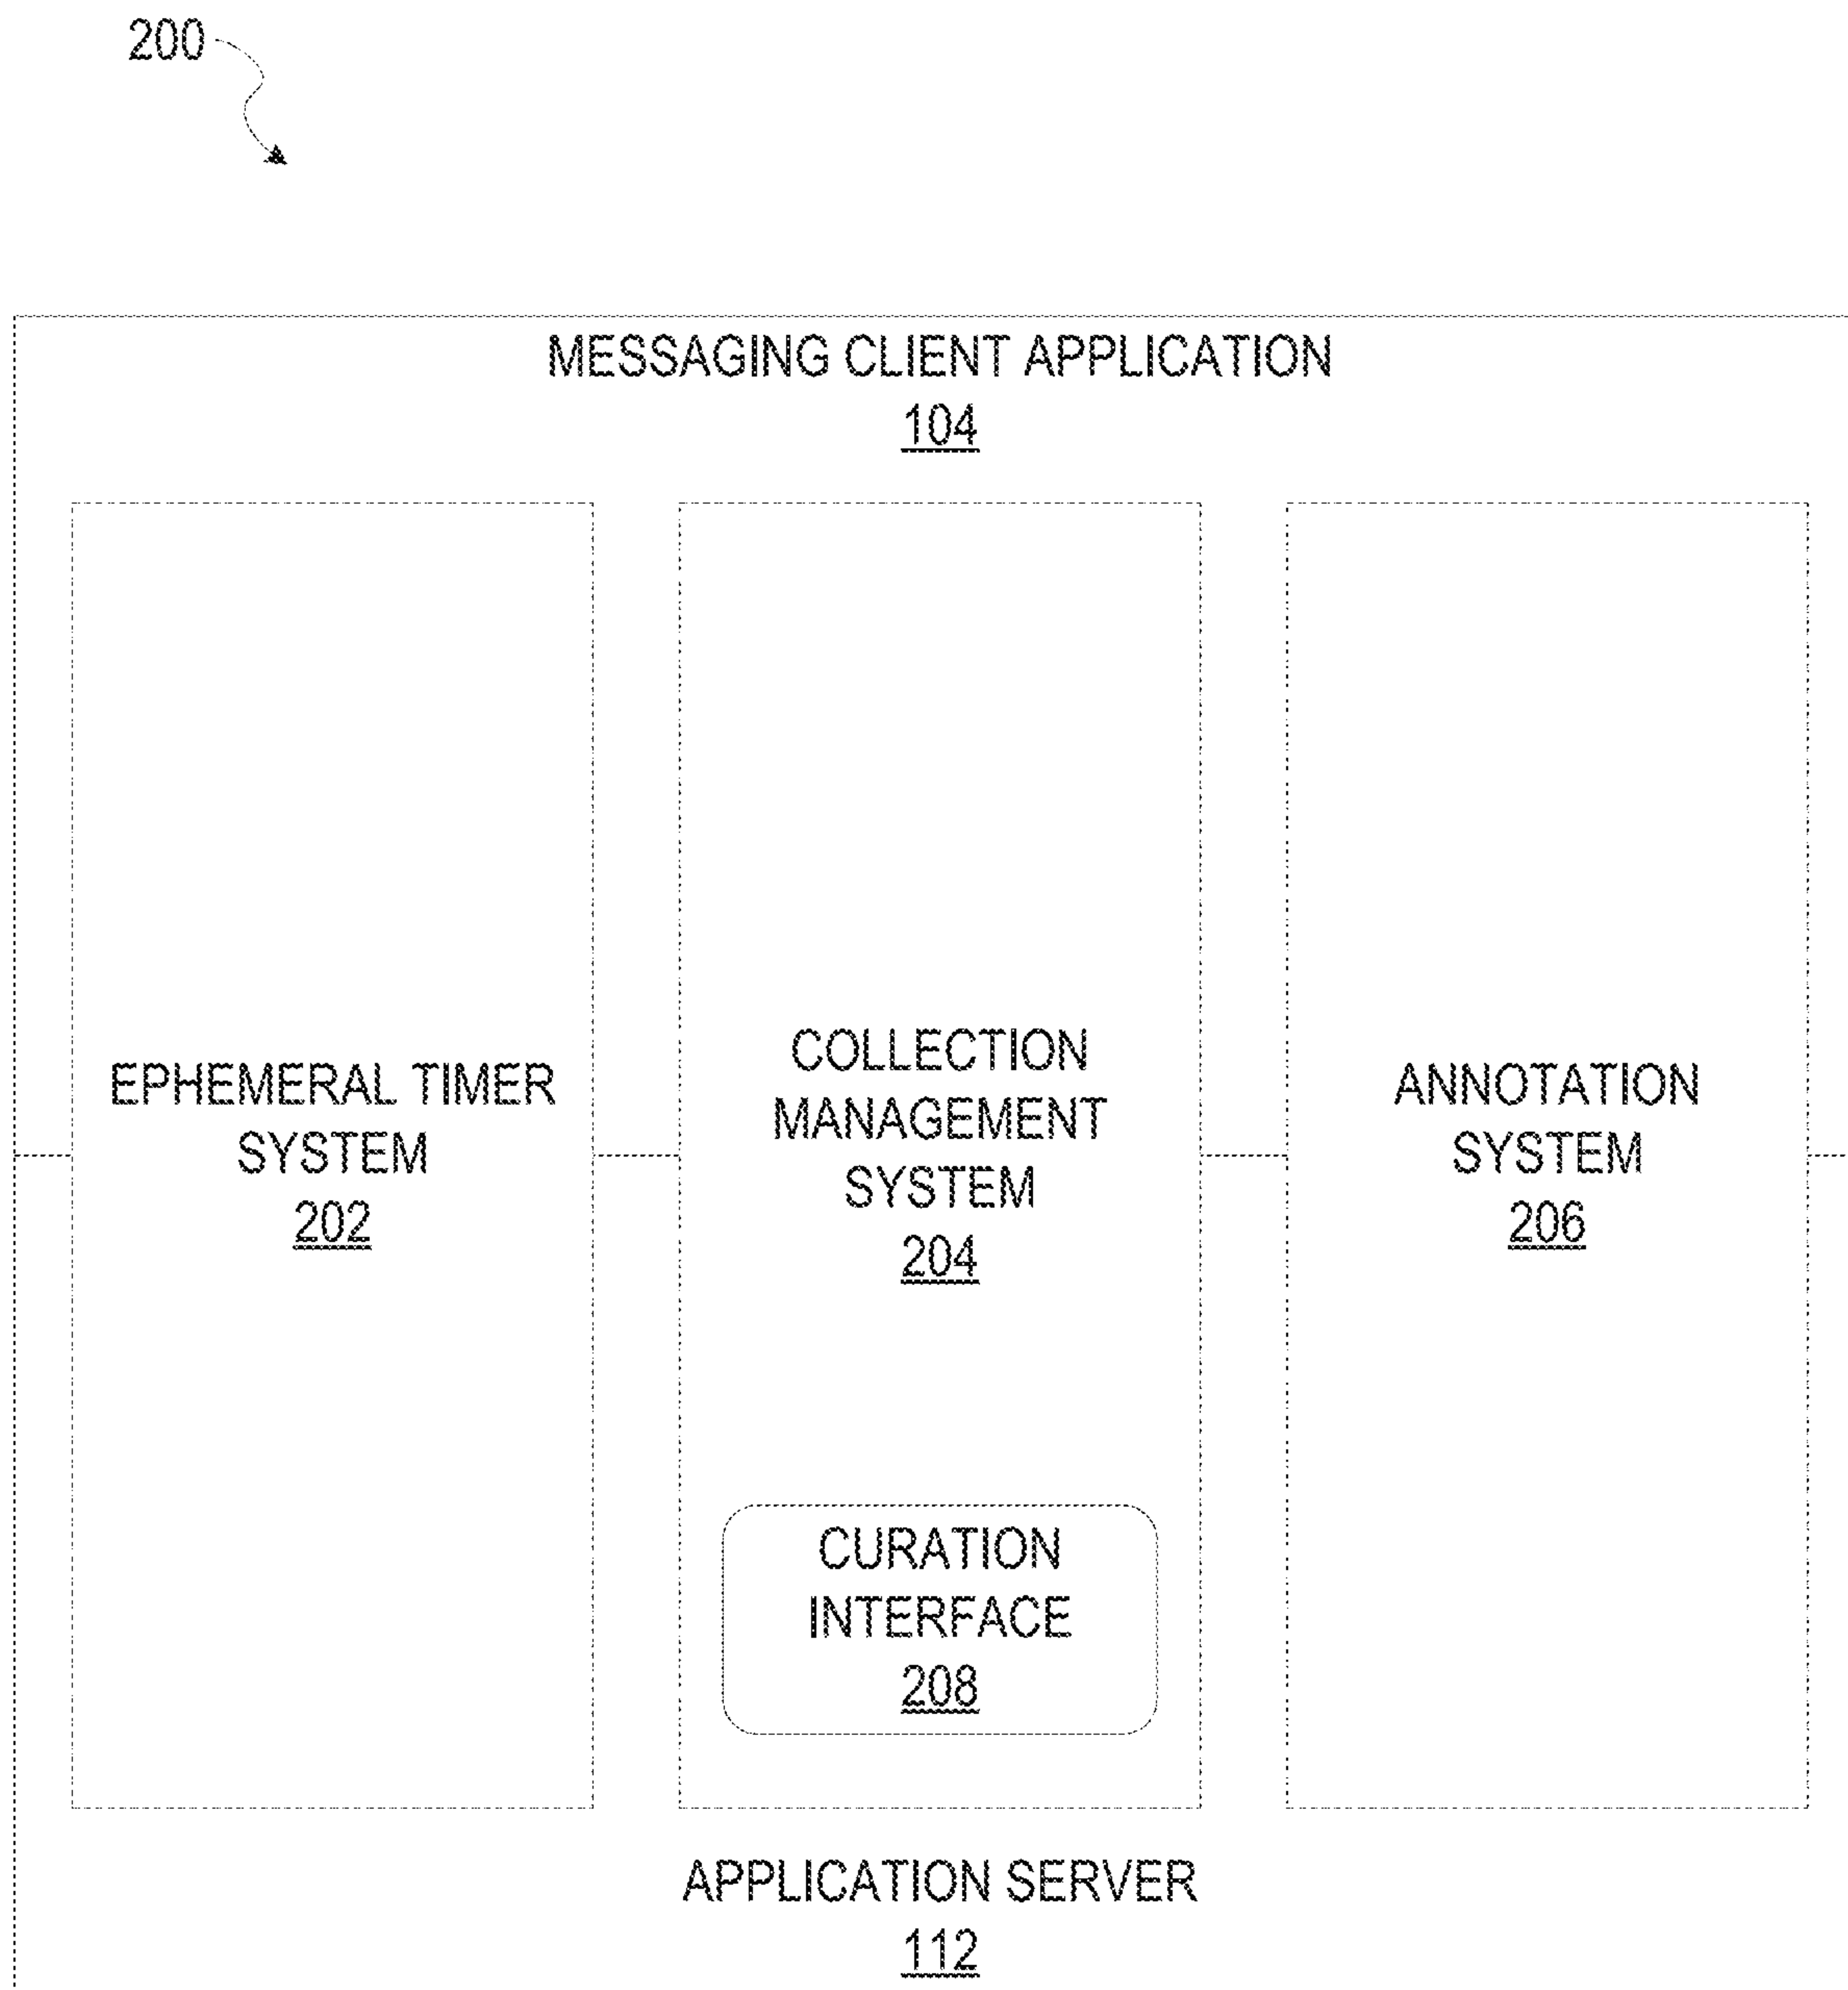 200
MESSAGING CLIENT APPLICATION
104
EPHEMERAL TIMER
SYSTEM
202
COLLECTION
MANAGEMENT
SYSTEM
204
ANNOTATION
SYSTEM
206
CURATION
INTERFACE
208
APPLICATION SERVER
112